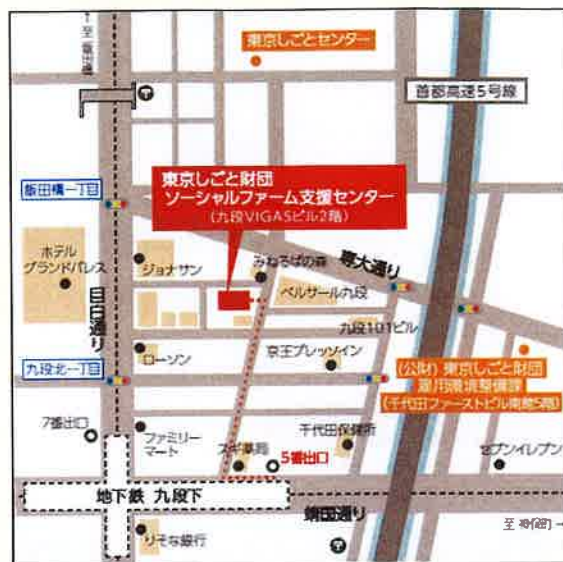 ↑至 飯田橋
東京しごとセンター
首都高速5号線
東京しごと財団
ソーシャルファーム支援センター
(九段VIGASビル2階)
飯田橋一丁目
ホテル
グランドパレス
目白通り
ジョナサン
みねるばの森
専大通り
ベルサール九段
九段101ビル
ローソン
京王プレッソイン
九段北一丁目
(公財) 東京しごと財団
雇用環境整備課
(千代田ファーストビル南館5階)
7番出口
ファミリー
マート
スギ薬局
5番出口
千代田保健所
セブンイレブン
地下鉄 九段下
靖国通り
至 神保町→
りそな銀行